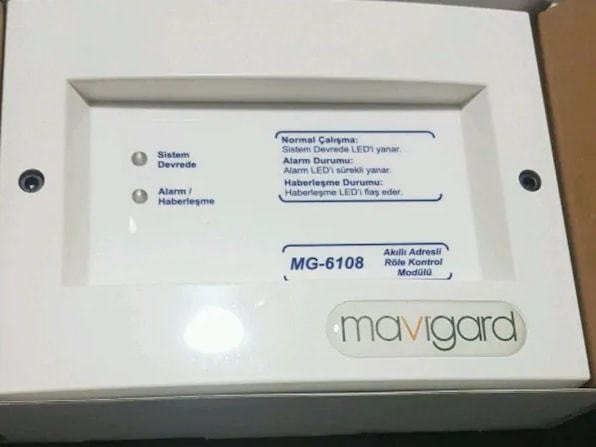 Sistem
Devrede
Alarm /
Haberleşme
Normal Çalışma:
Sistem Devrede LED'i yanar.
Alarm Durumu:
Alarm LED'i sürekli yanar.
Haberleşme Durumu:
Haberleşme LED'i flaş eder.
MG-6108
Akıllı Adresli
Röle Kontrol
Modülü
mavigard